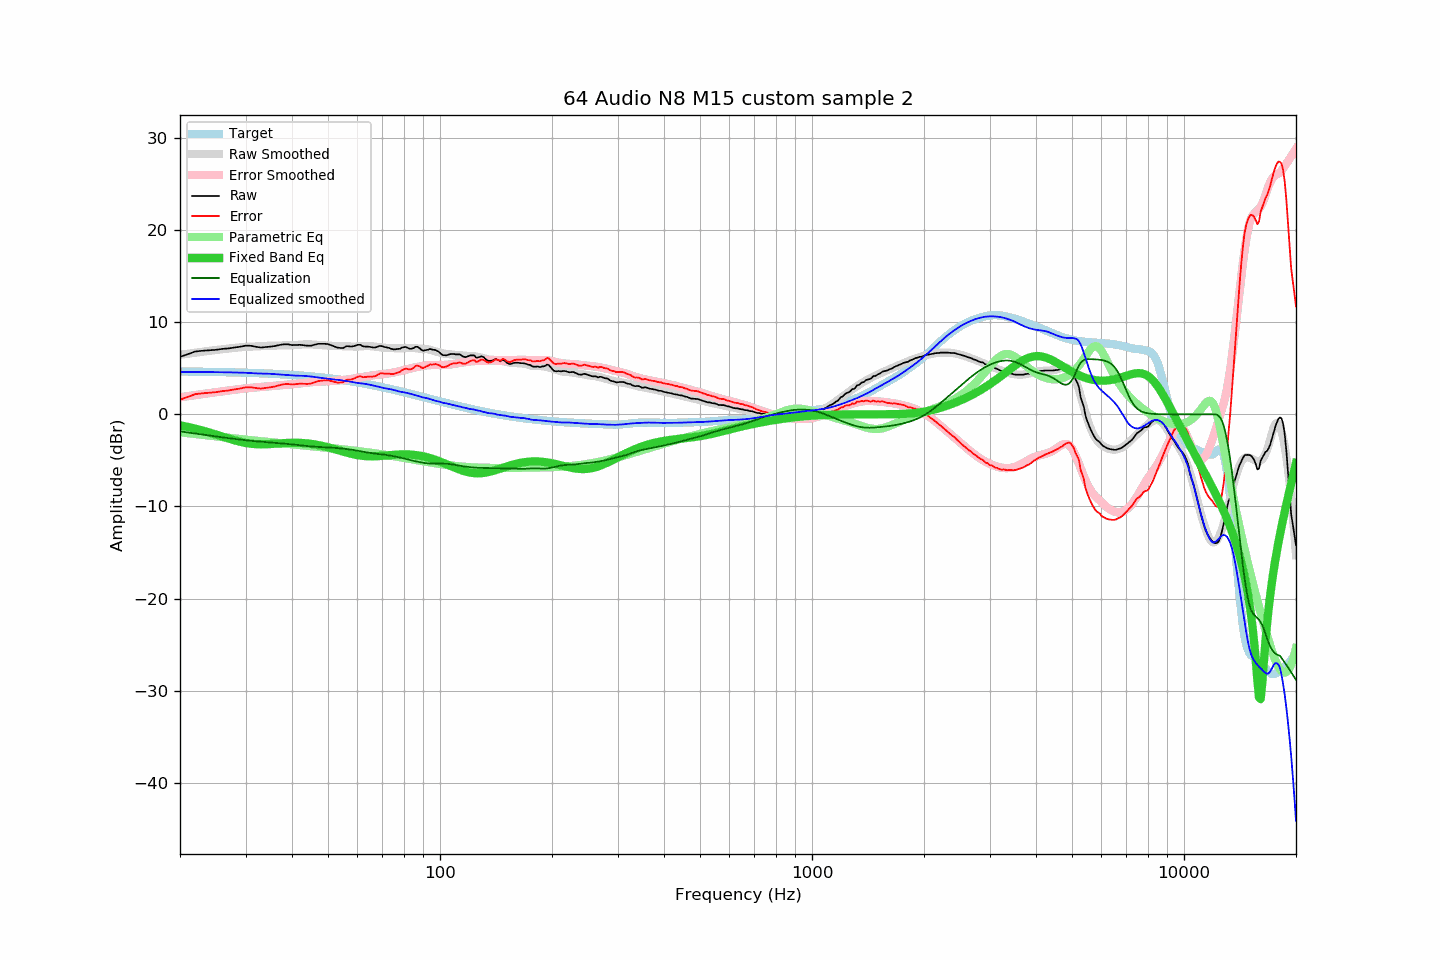 64 Audio N8 M15 custom sample 2
Target
Raw Smoothed
Error Smoothed
Raw
Error
Parametric Eq
Fixed Band Eq
Equalization
Equalized smoothed
30
20
10
0
−10
−20
−30
−40
Amplitude (dBr)
100
1000
10000
Frequency (Hz)